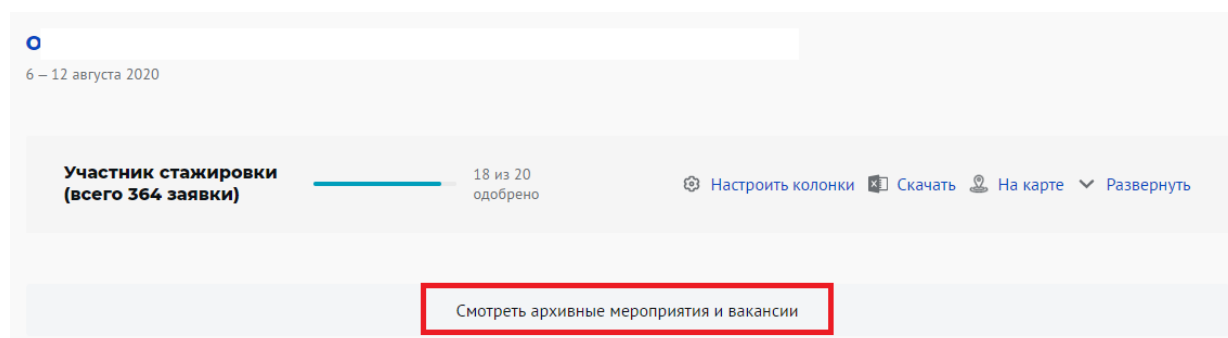 О
6 – 12 августа 2020
Участник стажировки
(всего 364 заявки)
18 из 20
одобрено
Настроить колонки Скачать На карте Развернуть
Смотреть архивные мероприятия и вакансии